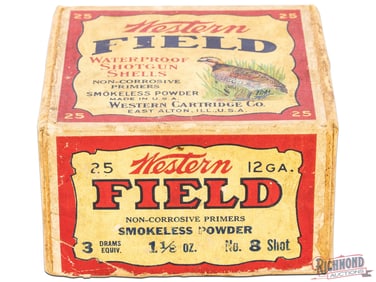 25 25
Western
FIELD
WATERPROOF
SHOTGUN
SHELLS
NON-CORROSIVE
PRIMERS
SMOKELESS POWDER
MADE IN U.S.A.
25 WESTERN CARTRIDGE CO. 25
EAST ALTON, ILL., U.S.A.
25 Western 12 GA.
FIELD
NON-CORROSIVE PRIMERS
SMOKELESS POWDER
3 DRAMS EQUIV. 1 1/8 OZ. No. 8 Shot
RICHMOND
AUCTIONS